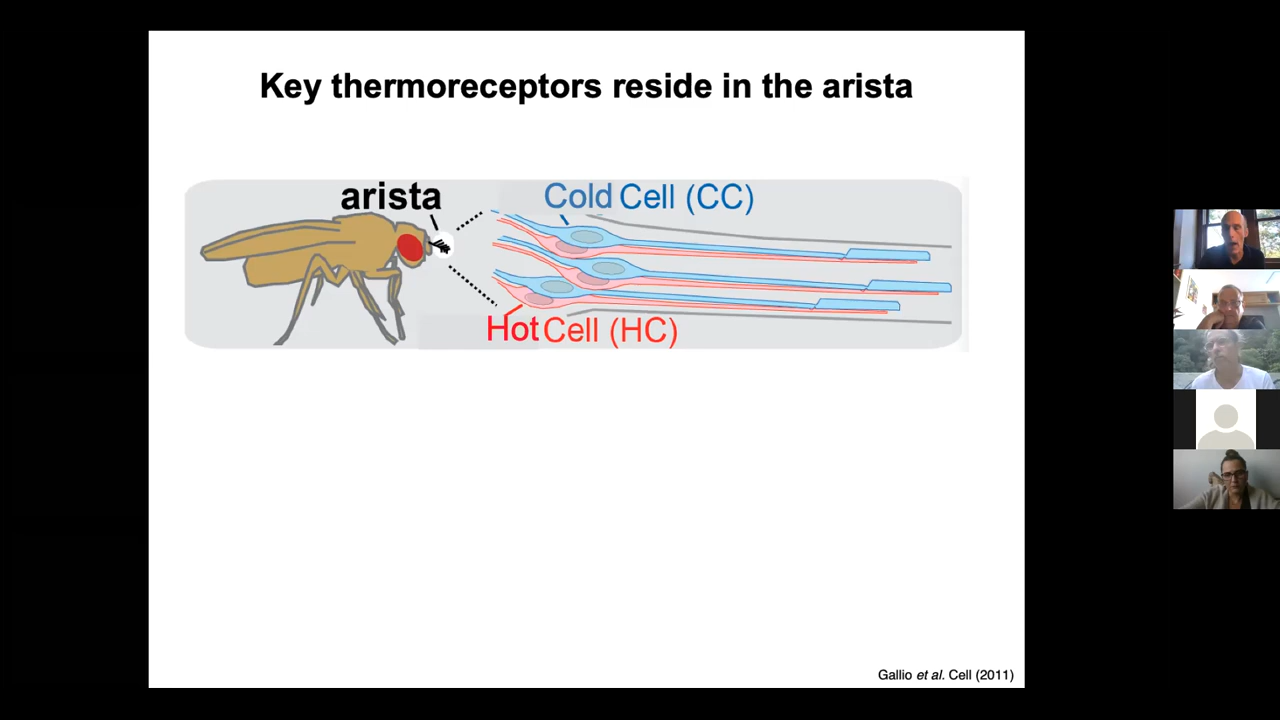 Key thermoreceptors reside in the arista
arista
Cold Cell (CC)
Hot Cell (HC)
Gallio et al. Cell (2011)